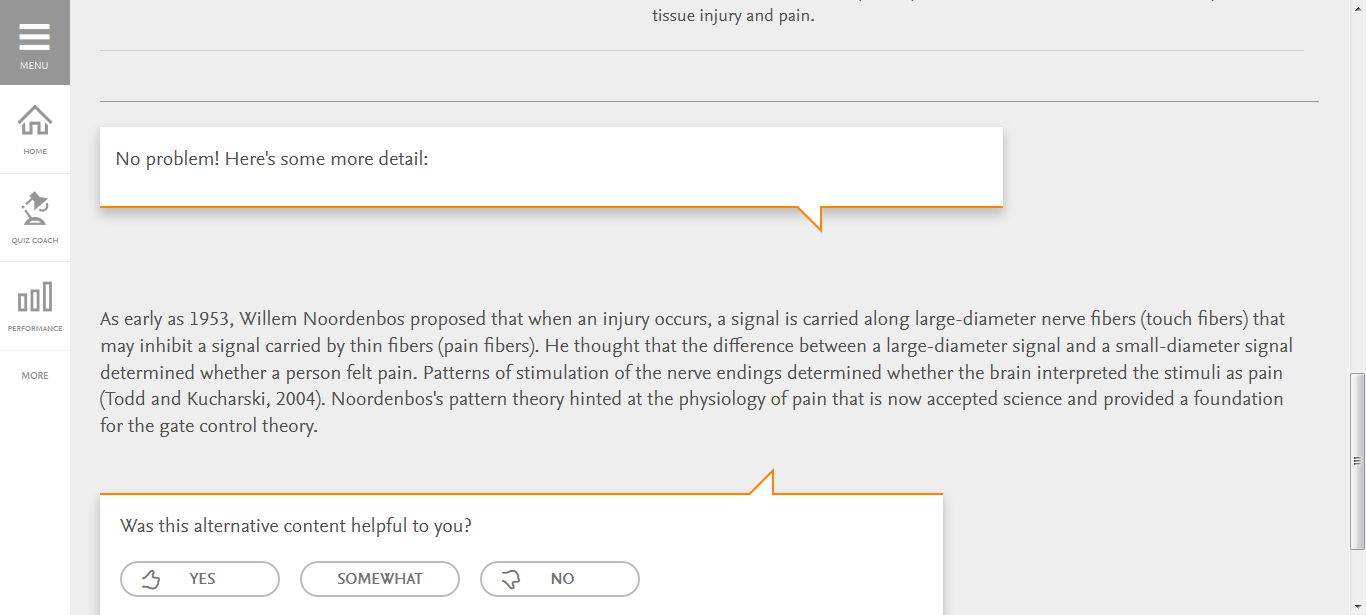 tissue injury and pain.
MENU
HOME
QUIZ COACH
PERFORMANCE
MORE
No problem! Here's some more detail:
As early as 1953, Willem Noordenbos proposed that when an injury occurs, a signal is carried along large-diameter nerve fibers (touch fibers) that
may inhibit a signal carried by thin fibers (pain fibers). He thought that the difference between a large-diameter signal and a small-diameter signal
determined whether a person felt pain. Patterns of stimulation of the nerve endings determined whether the brain interpreted the stimuli as pain
(Todd and Kucharski, 2004). Noordenbos's pattern theory hinted at the physiology of pain that is now accepted science and provided a foundation
for the gate control theory.
Was this alternative content helpful to you?
YES
SOMEWHAT
NO